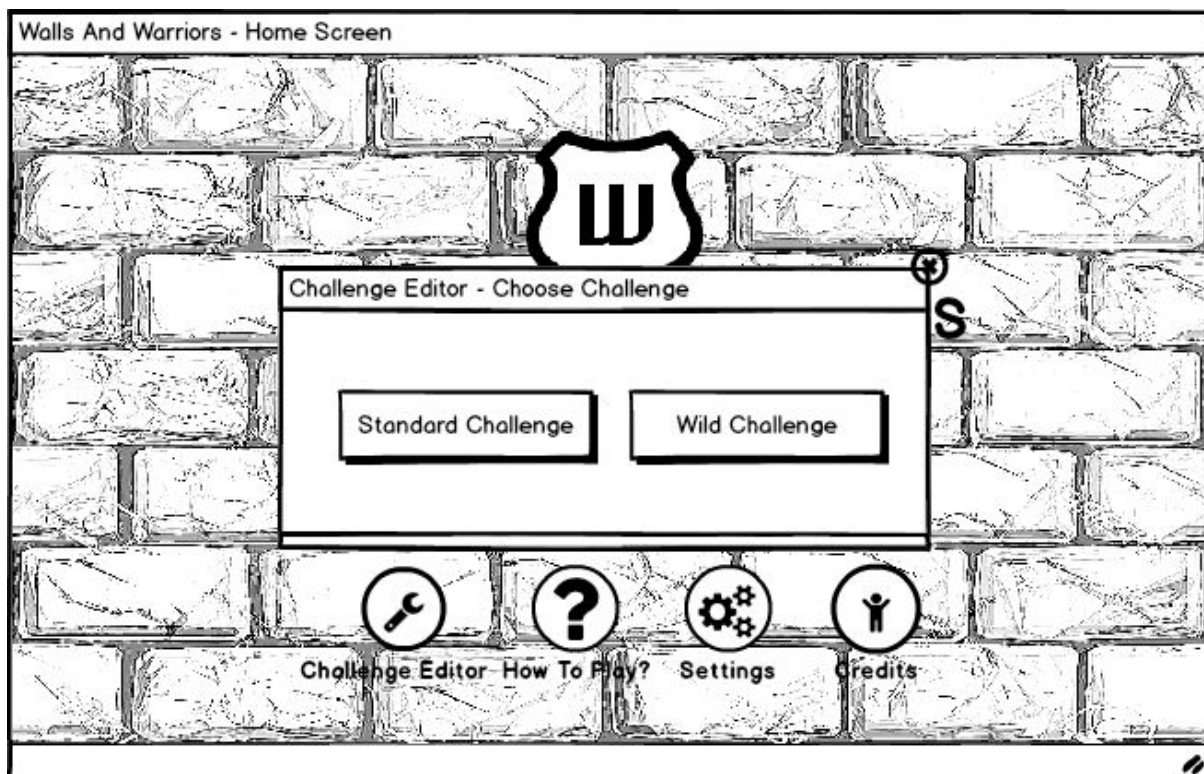 Walls And Warriors - Home Screen
W
Challenge Editor - Choose Challenge
S
Standard Challenge Wild Challenge
Challenge Editor How To Play? Settings Credits